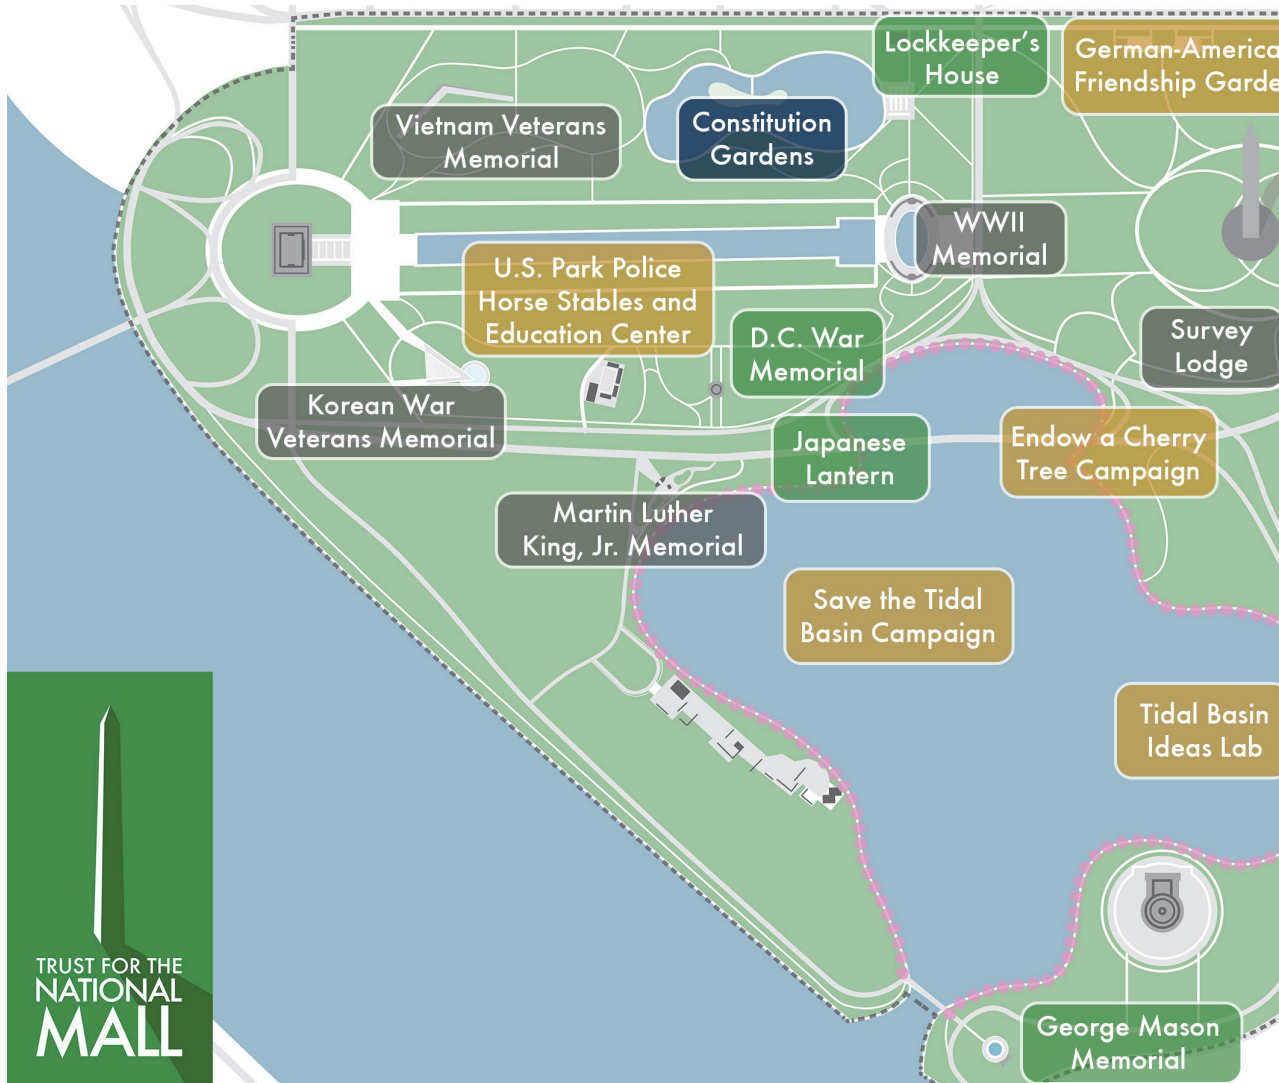 Lockkeeper's
House
German-America
Friendship Garde
Vietnam Veterans
Memorial
Constitution
Gardens
WWII
Memorial
U.S. Park Police
Horse Stables and
Education Center
D.C. War
Memorial
Survey
Lodge
Korean War
Veterans Memorial
Japanese
Lantern
Endow a Cherry
Tree Campaign
Martin Luther
King, Jr. Memorial
Save the Tidal
Basin Campaign
Tidal Basin
Ideas Lab
TRUST FOR THE
NATIONAL
MALL
George Mason
Memorial